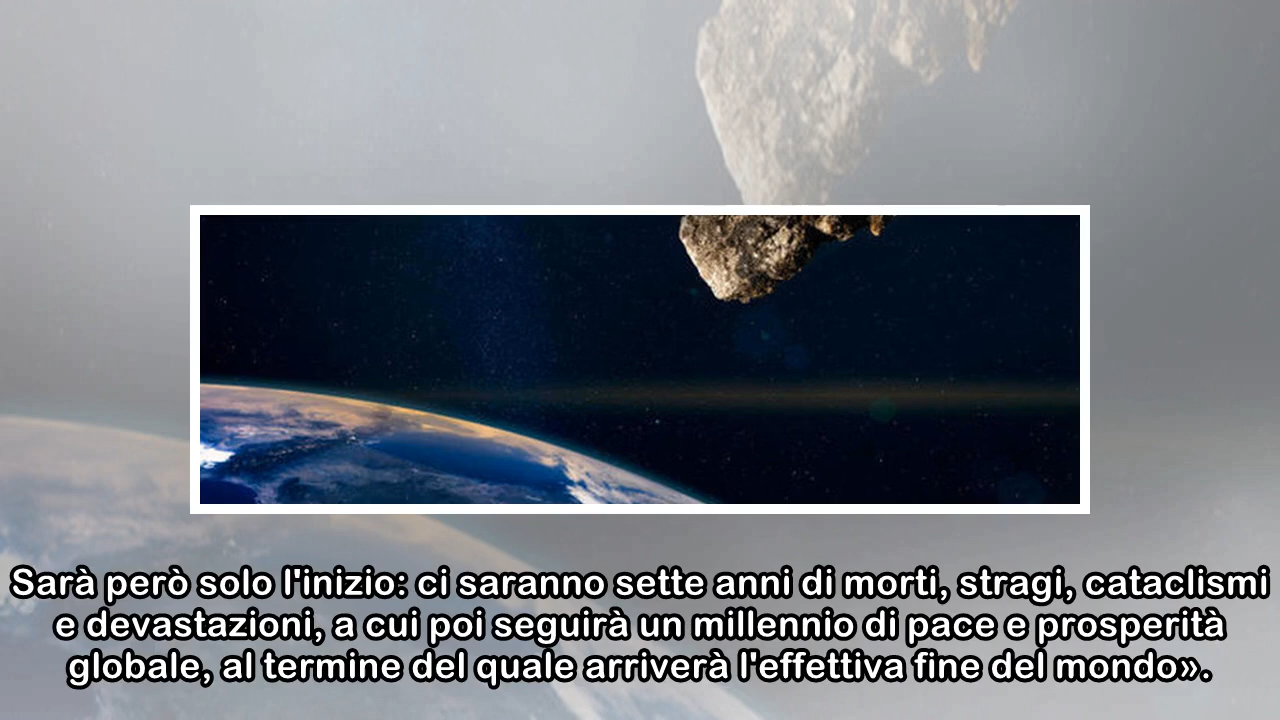 Sarà però solo l'inizio: ci saranno sette anni di morti, stragi, cataclismi
e devastazioni, a cui poi seguirà un millennio di pace e prosperità
globale, al termine del quale arriverà l'effettiva fine del mondo».